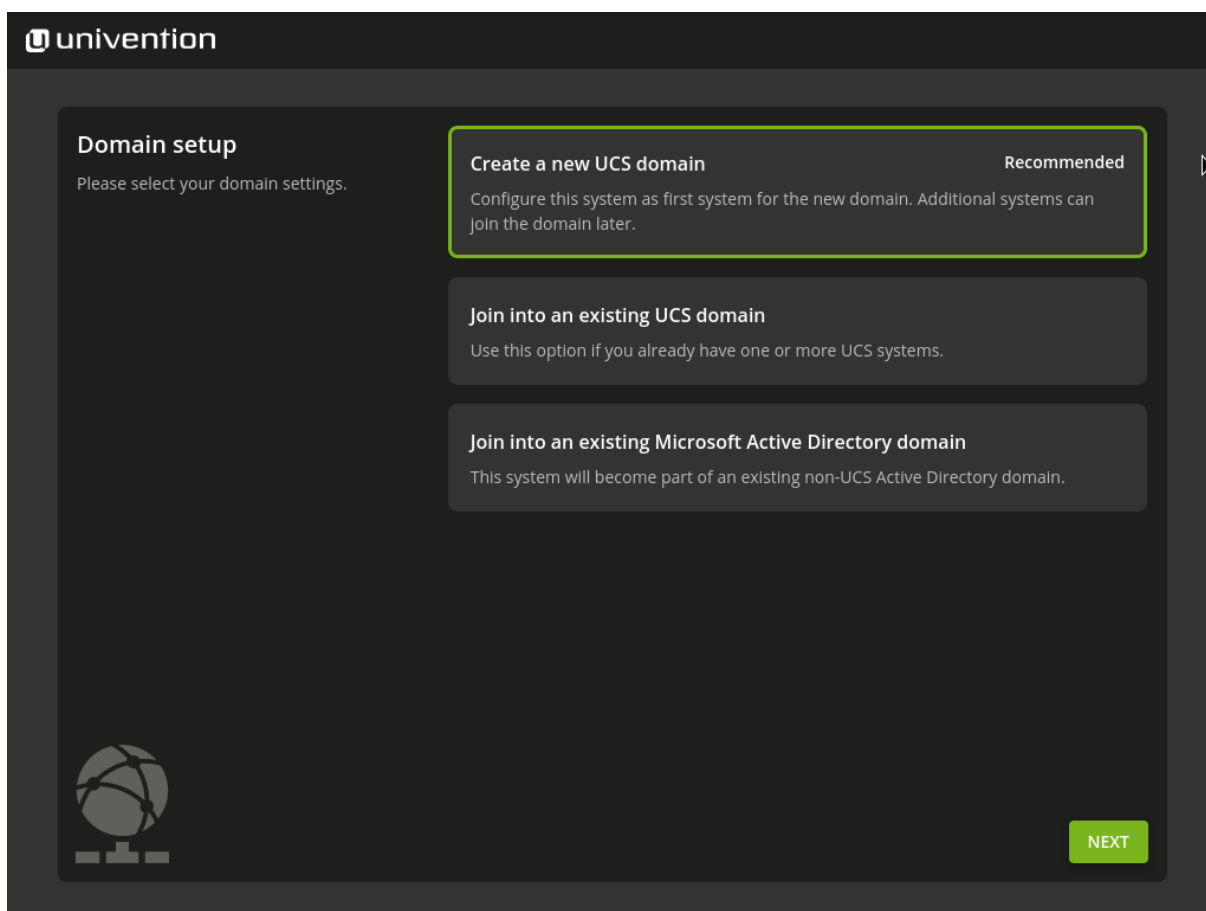 univention
Domain setup
Please select your domain settings.
Create a new UCS domain
Recommended
Configure this system as first system for the new domain. Additional systems can
join the domain later.
Join into an existing UCS domain
Use this option if you already have one or more UCS systems.
Join into an existing Microsoft Active Directory domain
This system will become part of an existing non-UCS Active Directory domain.
NEXT